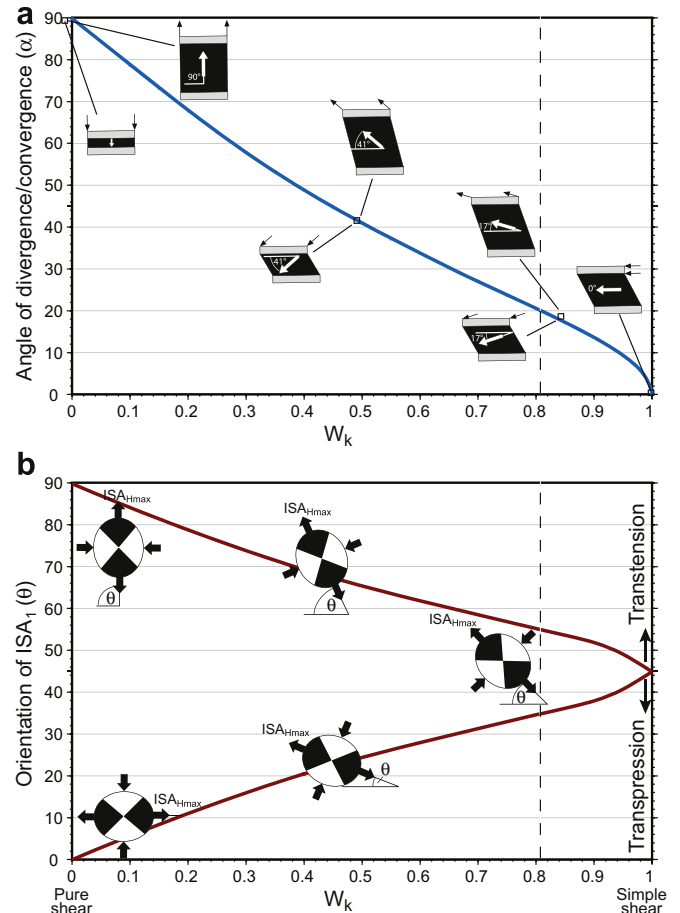 a
Angle of divergence/convergence (α)
90
80
70
60
50
40
30
20
10
0
90°
41°
41°
17°
17°
0°
0 0.1 0.2 0.3 0.4 0.5 0.6 0.7 0.8 0.9 1
Wk
b
Orientation of ISA1 (θ)
90
80
70
60
50
40
30
20
10
0
ISAHmax
θ
ISAHmax
θ
ISAHmax
θ
ISAHmax
θ
ISAHmax
Transtension
Transpression
0 0.1 0.2 0.3 0.4 0.5 0.6 0.7 0.8 0.9 1
Pure
shear
Wk
Simple
shear